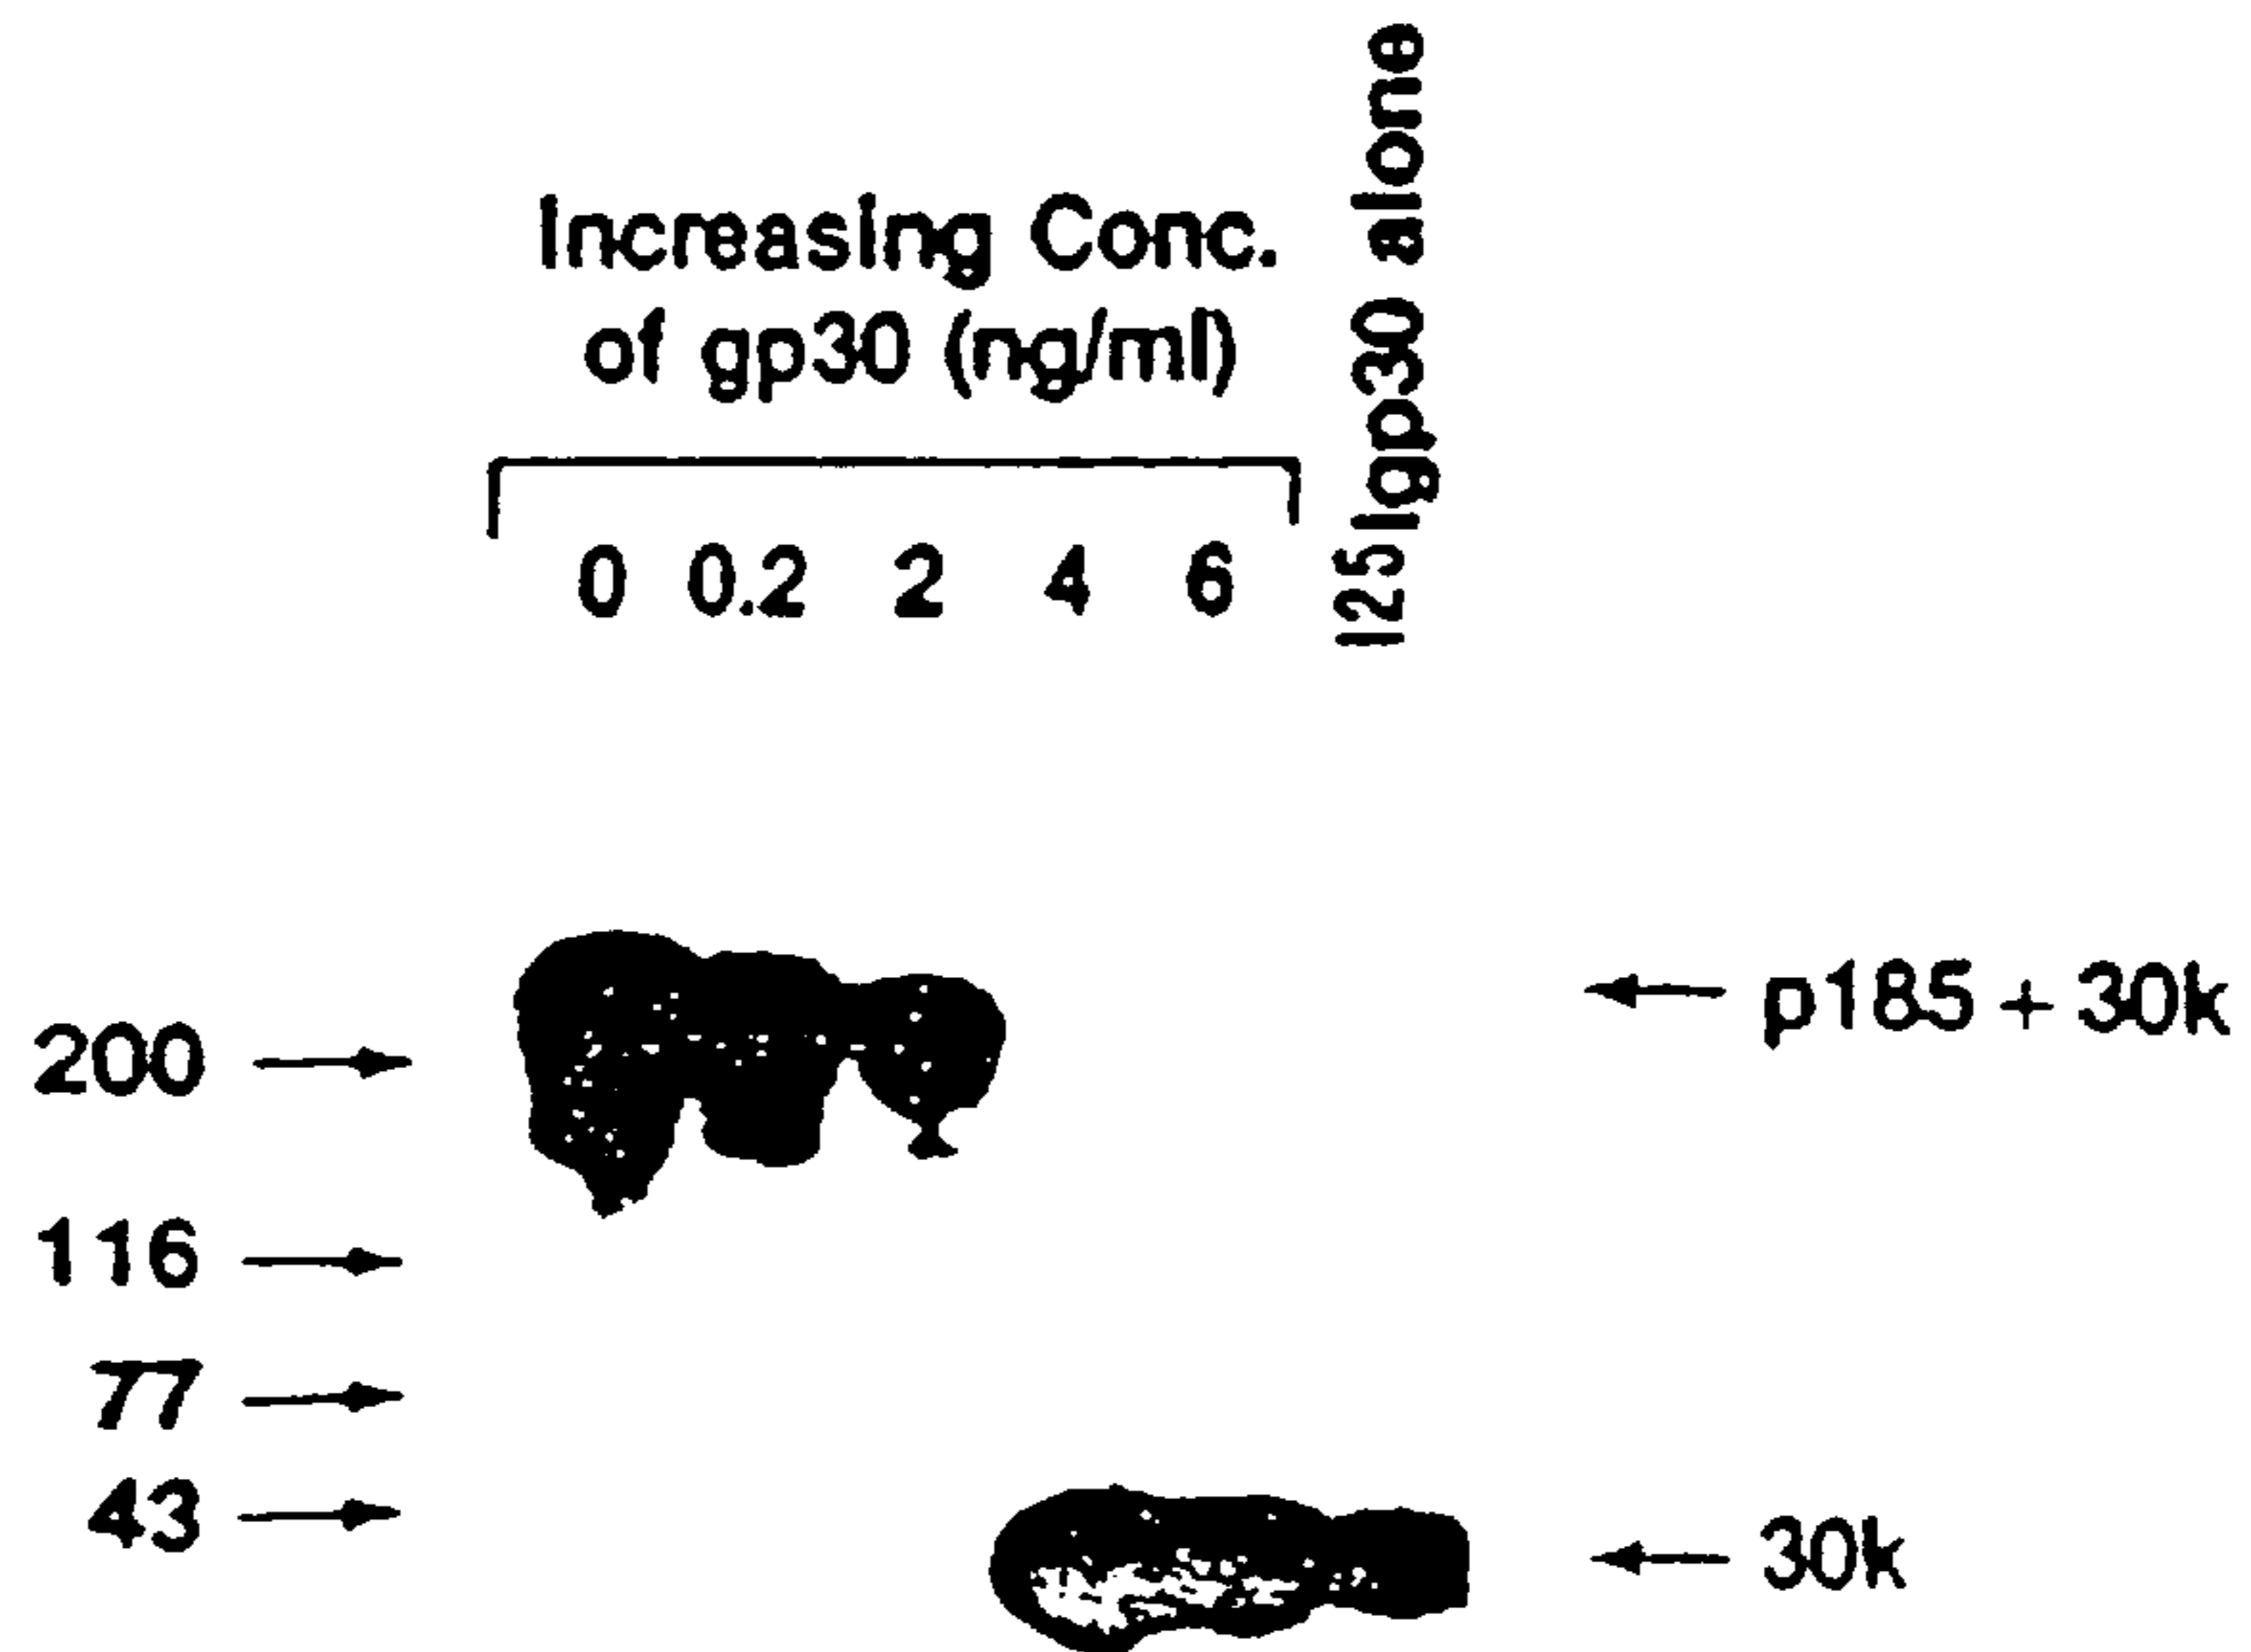 Increasing Conc.
of gp30 (ng/ml)
0 0.2 2 4 6
125Igp30 alone
p185 + 30k
200
116
77
43
30k